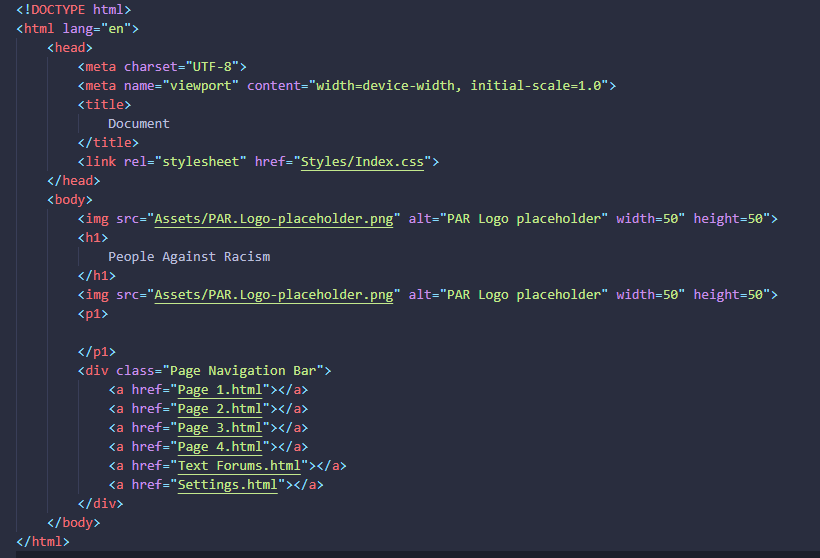 <!DOCTYPE html>
<html lang="en">
<head>
<meta charset="UTF-8">
<meta name="viewport" content="width=device-width, initial-scale=1.0">
<title>
Document
</title>
<link rel="stylesheet" href="Styles/Index.css">
</head>
<body>
<img src="Assets/PAR.Logo-placeholder.png" alt="PAR Logo placeholder" width=50" height=50">
<h1>
People Against Racism
</h1>
<img src="Assets/PAR.Logo-placeholder.png" alt="PAR Logo placeholder" width=50" height=50">
<p1>
</p1>
<div class="Page Navigation Bar">
<a href="Page 1.html"></a>
<a href="Page 2.html"></a>
<a href="Page 3.html"></a>
<a href="Page 4.html"></a>
<a href="Text Forums.html"></a>
<a href="Settings.html"></a>
</div>
</body>
</html>